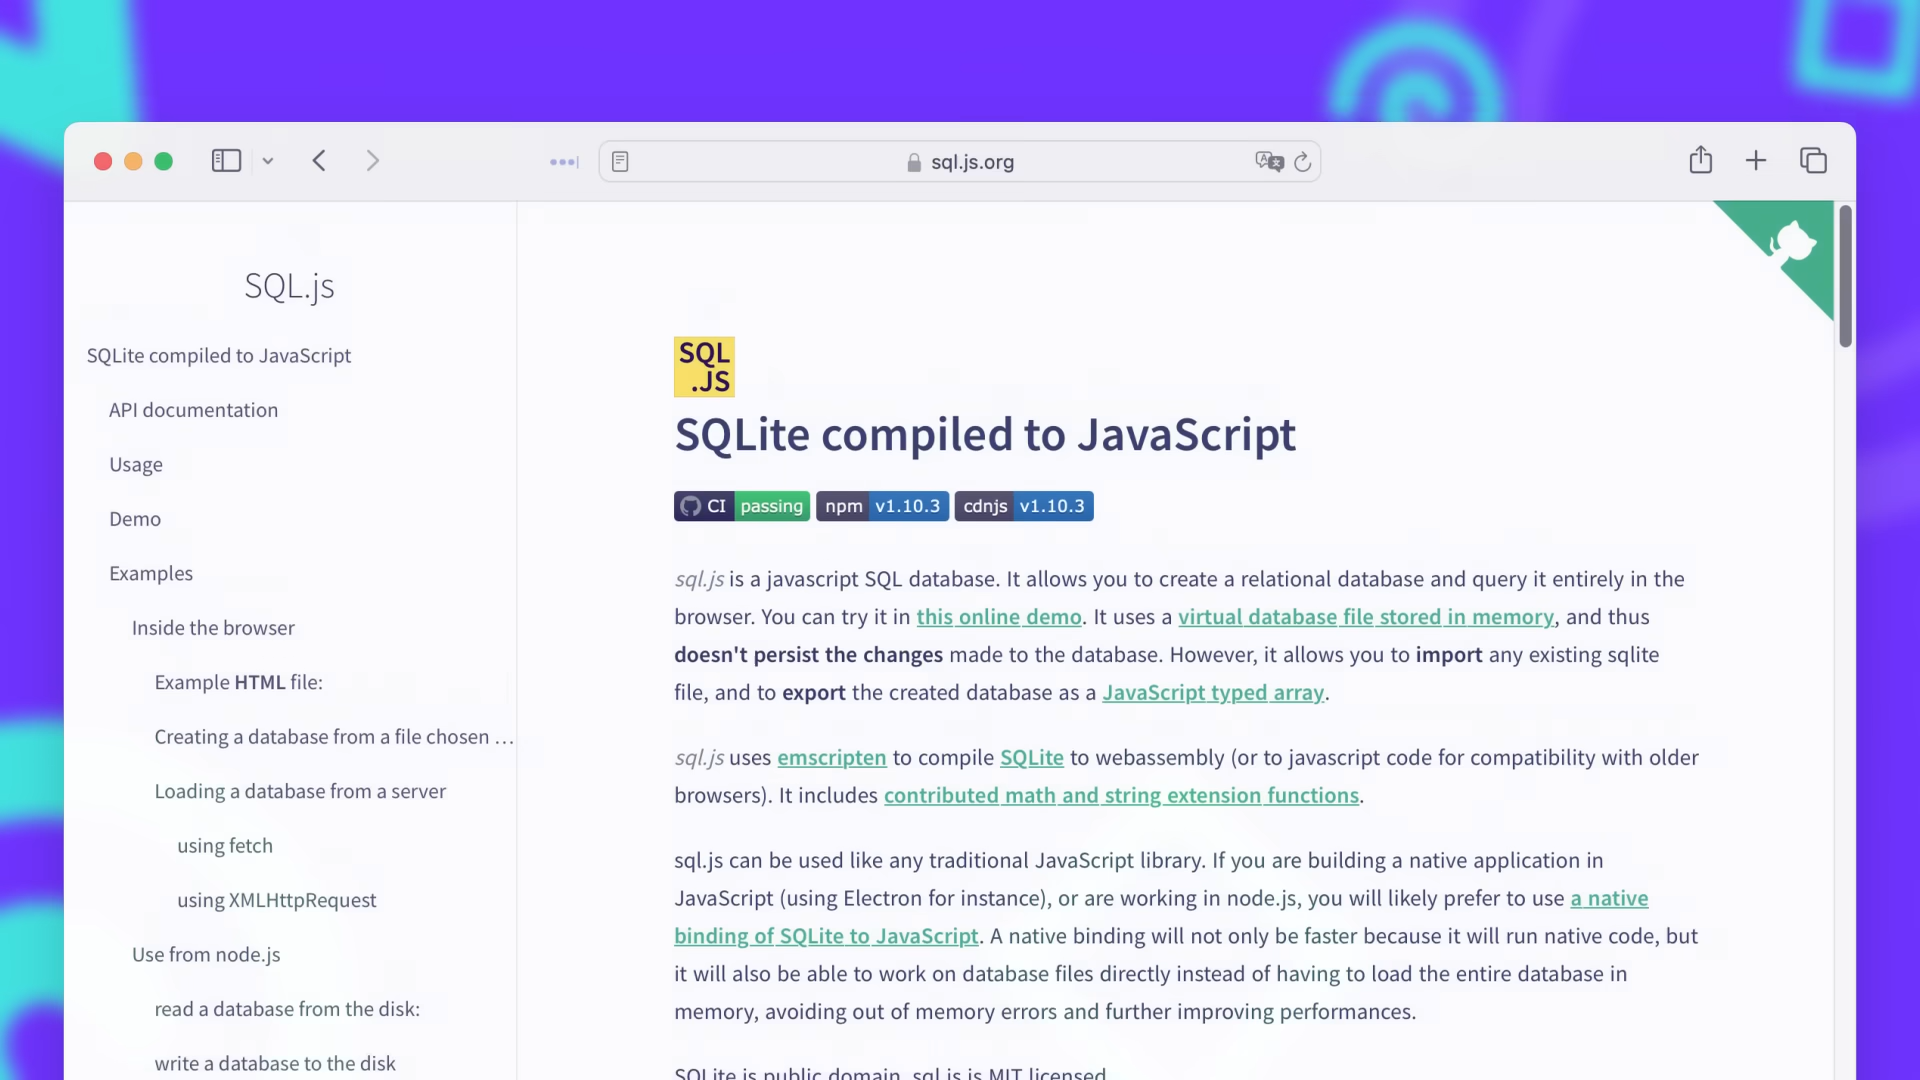 sql.js.org
SQL.js
SQLite compiled to JavaScript
API documentation
Usage
Demo
Examples
Inside the browser
Example HTML file:
Creating a database from a file chosen …
Loading a database from a server
using fetch
using XMLHttpRequest
Use from node.js
read a database from the disk:
write a database to the disk
SQL
.JS
SQLite compiled to JavaScript
CI passing npm v1.10.3 cdnjs v1.10.3
sql.js is a javascript SQL database. It allows you to create a relational database and query it entirely in the
browser. You can try it in this online demo. It uses a virtual database file stored in memory, and thus
doesn't persist the changes made to the database. However, it allows you to import any existing sqlite
file, and to export the created database as a JavaScript typed array.
sql.js uses emscripten to compile SQLite to webassembly (or to javascript code for compatibility with older
browsers). It includes contributed math and string extension functions.
sql.js can be used like any traditional JavaScript library. If you are building a native application in
JavaScript (using Electron for instance), or are working in node.js, you will likely prefer to use a native
binding of SQLite to JavaScript. A native binding will not only be faster because it will run native code, but
it will also be able to work on database files directly instead of having to load the entire database in
memory, avoiding out of memory errors and further improving performances.
SQLite is public domain, sql.js is MIT licensed.